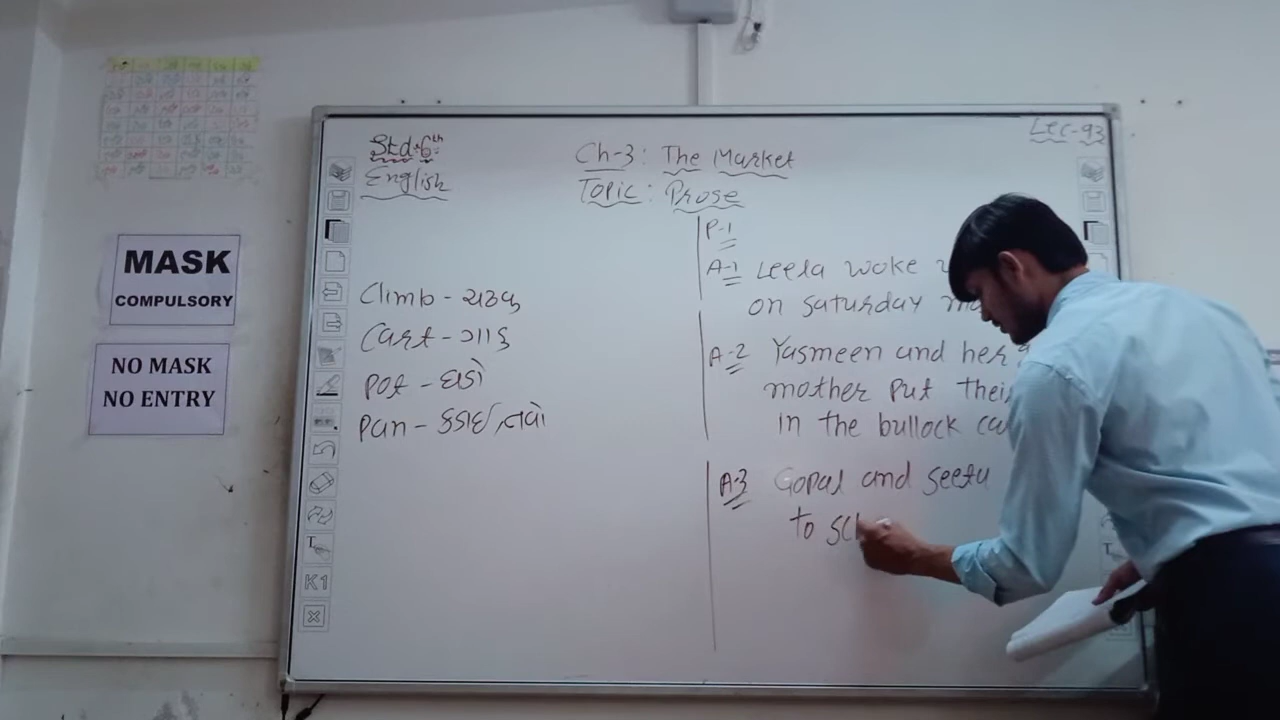 Std-6th
English
Lec-93
Ch-3: The Market
Topic: Prose
MASK
COMPULSORY
NO MASK
NO ENTRY
Climb - ચડવુ
Cart - ગાડુ
Pot - ઘડો
Pan - કડાઈ, તવો
P-1
A-1 Leela woke
on saturday
A-2 Yasmeen and her
mother put
in the bullock
A-3 Gopal and seeta
to
K1